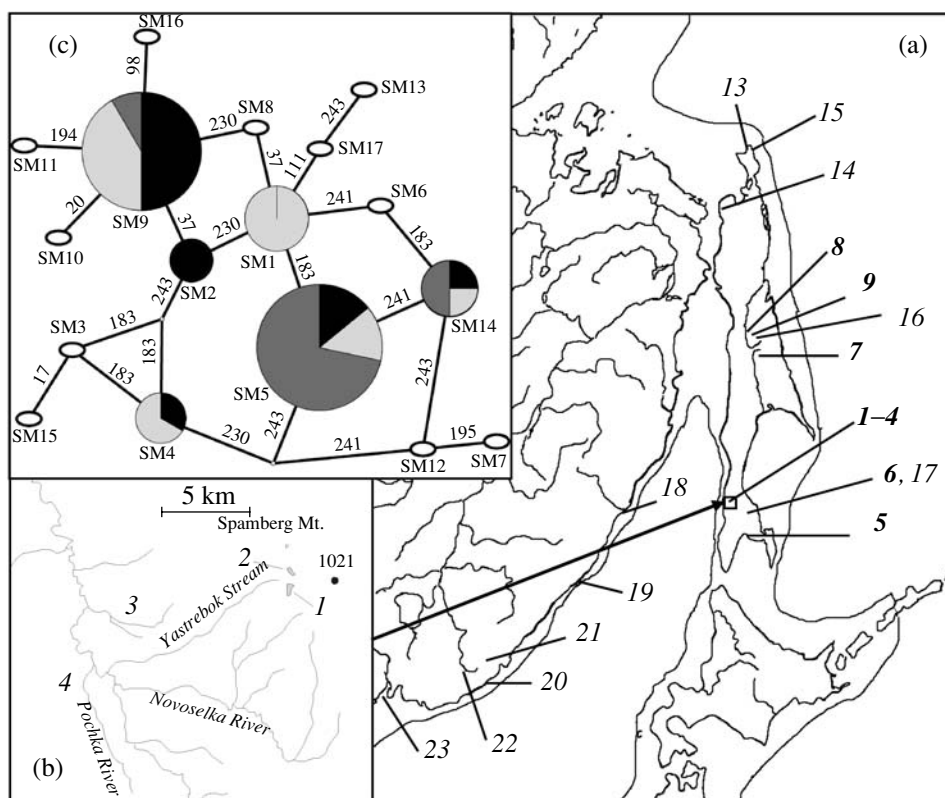 (c)
SM16
98
SM13
243
SM8
230
SM17
194
SM11
37
111
SM6
241
20
SM9
37
SM10
230
SM1
183
SM2
183
243
241
SM14
SM3
183
183
SM5
17
183
243
SM15
SM4
230
243
241
195
SM12
SM7
(a)
13
15
14
8
9
16
7
1–4
6, 17
18
5
19
21
20
22
23
5 km
Spamberg Mt.
2
1021
3
Yastrebok Stream
1
4
Novoselka River
Pochka River
(b)